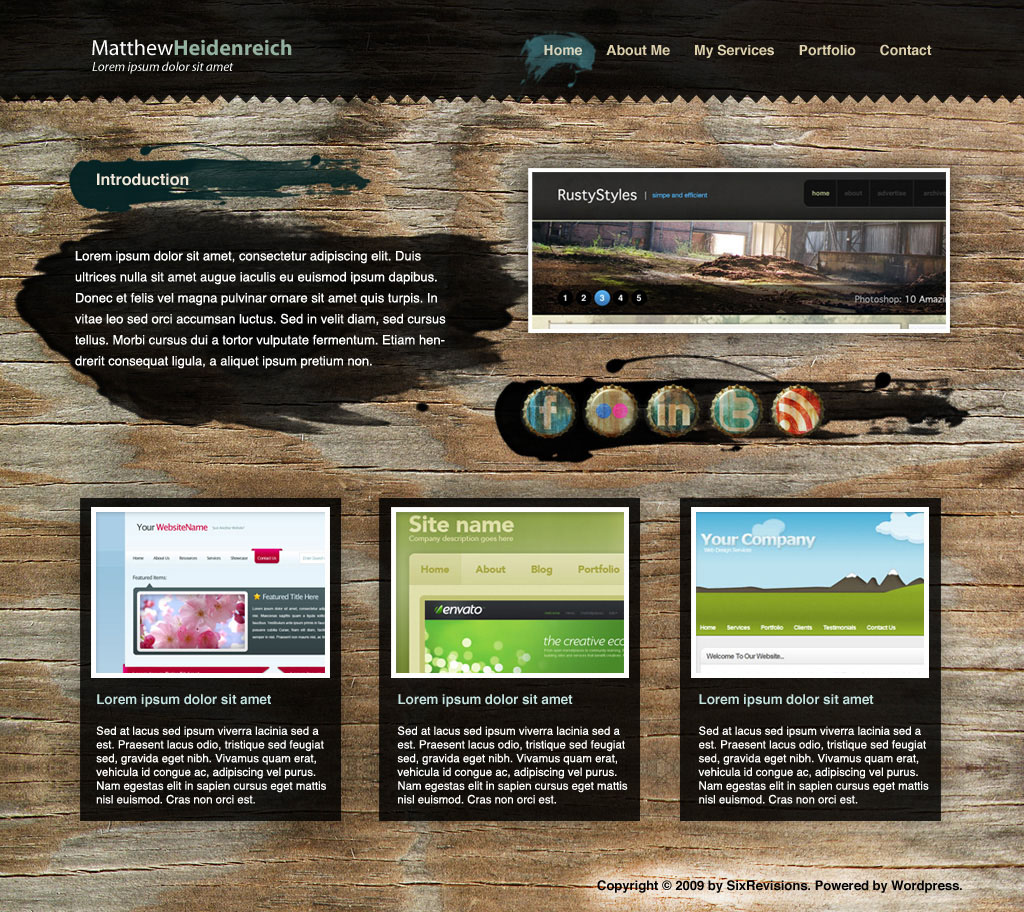 MatthewHeidenreich
Lorem ipsum dolor sit amet
Home About Me My Services Portfolio Contact
Introduction
Lorem ipsum dolor sit amet, consectetur adipiscing elit. Duis
ultrices nulla sit amet augue iaculis eu euismod ipsum dapibus.
Donec et felis vel magna pulvinar ornare sit amet quis turpis. In
vitae leo sed orci accumsan luctus. Sed in velit diam, sed cursus
tellus. Morbi cursus dui a tortor vulputate fermentum. Etiam hen-
drerit consequat ligula, a aliquet ipsum pretium non.
RustyStyles | simpe and efficient
home about advertise archive
1 2 3 4 5
Photoshop: 10 Amazi
f in B
Your WebsiteName
Home About Us Resources Services Showcase Contact Us
Featured Items
Featured Title Here
Site name
Company description goes here
Home About Blog Portfolio
envato
the creative eco
Your Company
Web Design Services
Home Services Portfolio Clients Testimonials Contact Us
Welcome To Our Website...
Lorem ipsum dolor sit amet
Sed at lacus sed ipsum viverra lacinia sed a
est. Praesent lacus odio, tristique sed feugiat
sed, gravida eget nibh. Vivamus quam erat,
vehicula id congue ac, adipiscing vel purus.
Nam egestas elit in sapien cursus eget mattis
nisl euismod. Cras non orci est.
Lorem ipsum dolor sit amet
Sed at lacus sed ipsum viverra lacinia sed a
est. Praesent lacus odio, tristique sed feugiat
sed, gravida eget nibh. Vivamus quam erat,
vehicula id congue ac, adipiscing vel purus.
Nam egestas elit in sapien cursus eget mattis
nisl euismod. Cras non orci est.
Lorem ipsum dolor sit amet
Sed at lacus sed ipsum viverra lacinia sed a
est. Praesent lacus odio, tristique sed feugiat
sed, gravida eget nibh. Vivamus quam erat,
vehicula id congue ac, adipiscing vel purus.
Nam egestas elit in sapien cursus eget mattis
nisl euismod. Cras non orci est.
Copyright © 2009 by SixRevisions. Powered by Wordpress.